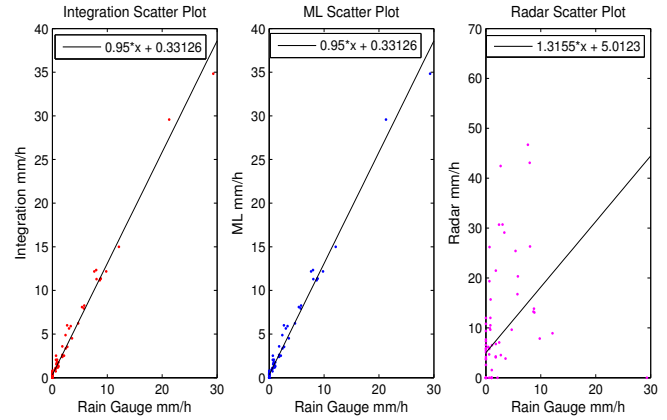 Integration Scatter Plot
0.95*x + 0.33126
40
35
30
25
20
15
10
5
0
0 10 20 30
Integration mm/h
Rain Gauge mm/h
ML Scatter Plot
0.95*x + 0.33126
40
35
30
25
20
15
10
5
0
0 10 20 30
ML mm/h
Rain Gauge mm/h
Radar Scatter Plot
1.3155*x + 5.0123
70
60
50
40
30
20
10
0
0 10 20 30
Radar mm/h
Rain Gauge mm/h